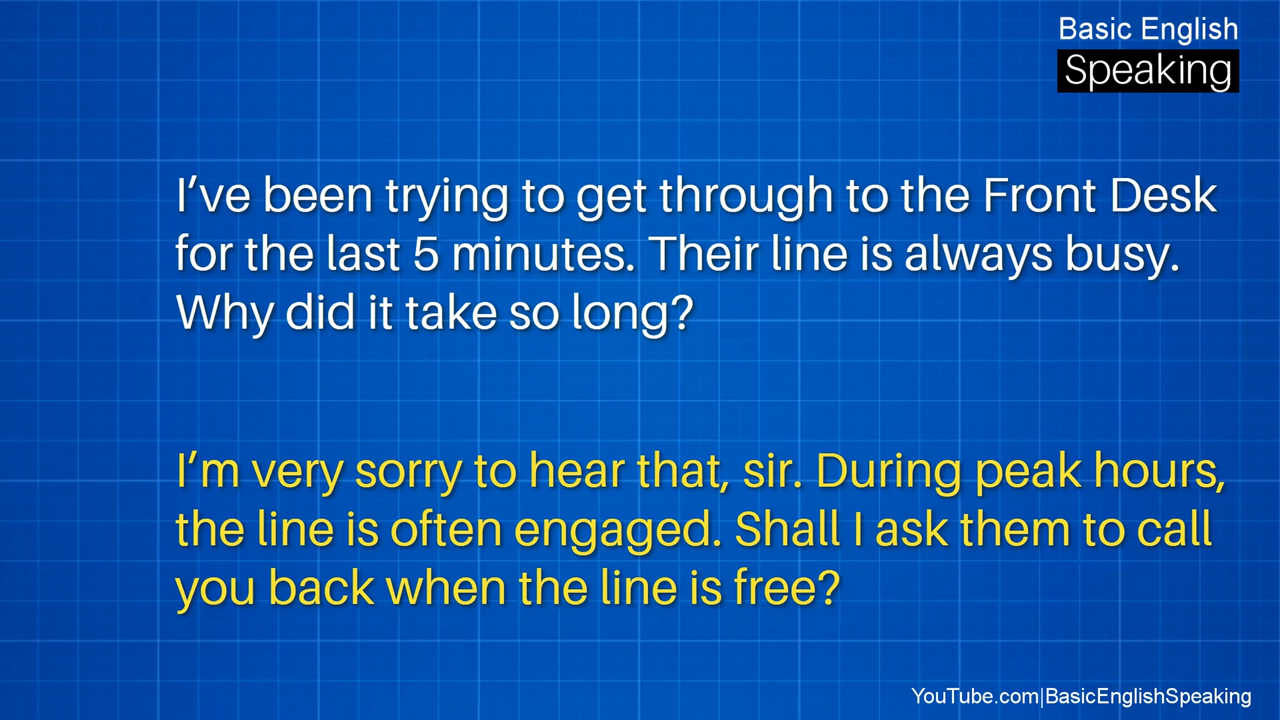 Basic English
Speaking
I’ve been trying to get through to the Front Desk
for the last 5 minutes. Their line is always busy.
Why did it take so long?
I’m very sorry to hear that, sir. During peak hours,
the line is often engaged. Shall I ask them to call
you back when the line is free?
YouTube.com|BasicEnglishSpeaking